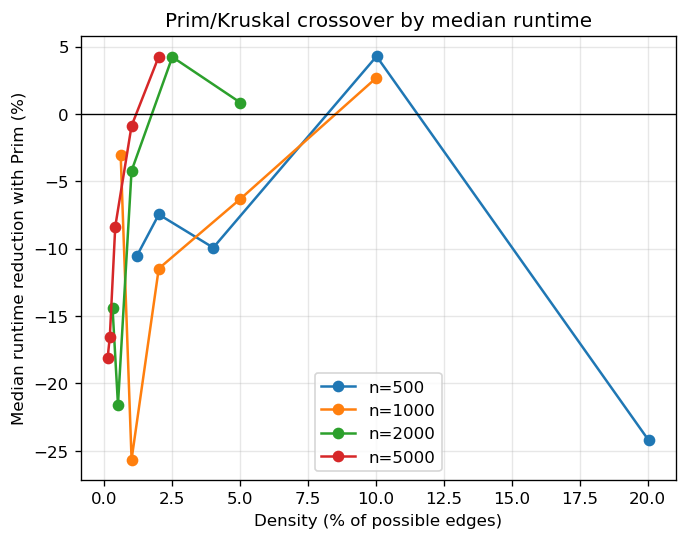 Prim/Kruskal crossover by median runtime
Median runtime reduction with Prim (%)
5
0
−5
−10
−15
−20
−25
n=500
n=1000
n=2000
n=5000
0.0 2.5 5.0 7.5 10.0 12.5 15.0 17.5 20.0
Density (% of possible edges)